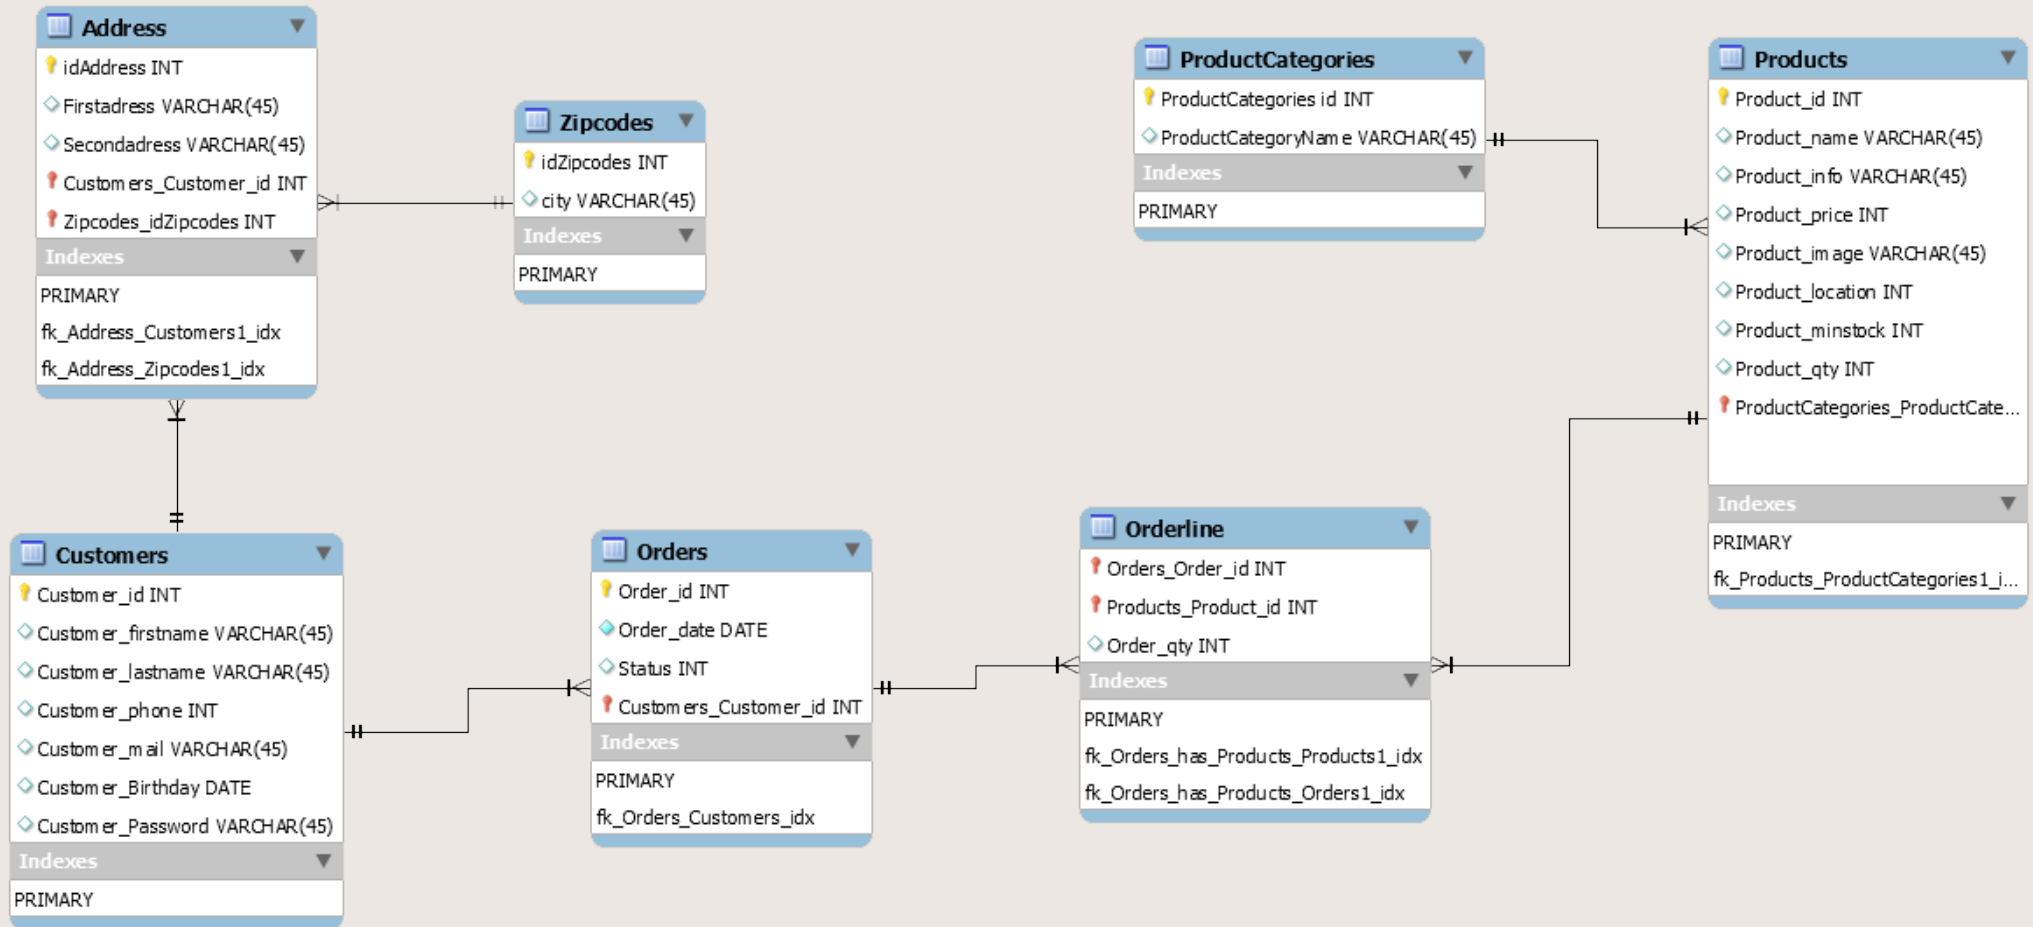 Address
idAddress INT
Firstadress VARCHAR(45)
Secondadress VARCHAR(45)
Customers_Customer_id INT
Zipcodes_idZipcodes INT
Indexes
PRIMARY
fk_Address_Customers1_idx
fk_Address_Zipcodes1_idx
Zipcodes
idZipcodes INT
city VARCHAR(45)
Indexes
PRIMARY
ProductCategories
ProductCategories id INT
ProductCategoryName VARCHAR(45)
Indexes
PRIMARY
Products
Product_id INT
Product_name VARCHAR(45)
Product_info VARCHAR(45)
Product_price INT
Product_image VARCHAR(45)
Product_location INT
Product_minstock INT
Product_qty INT
ProductCategories_ProductCate...
Indexes
PRIMARY
fk_Products_ProductCategories1_i...
Customers
Customer_id INT
Customer_firstname VARCHAR(45)
Customer_lastname VARCHAR(45)
Customer_phone INT
Customer_mail VARCHAR(45)
Customer_Birthday DATE
Customer_Password VARCHAR(45)
Indexes
PRIMARY
Orders
Order_id INT
Order_date DATE
Status INT
Customers_Customer_id INT
Indexes
PRIMARY
fk_Orders_Customers_idx
Orderline
Orders_Order_id INT
Products_Product_id INT
Order_qty INT
Indexes
PRIMARY
fk_Orders_has_Products_Products1_idx
fk_Orders_has_Products_Orders1_idx